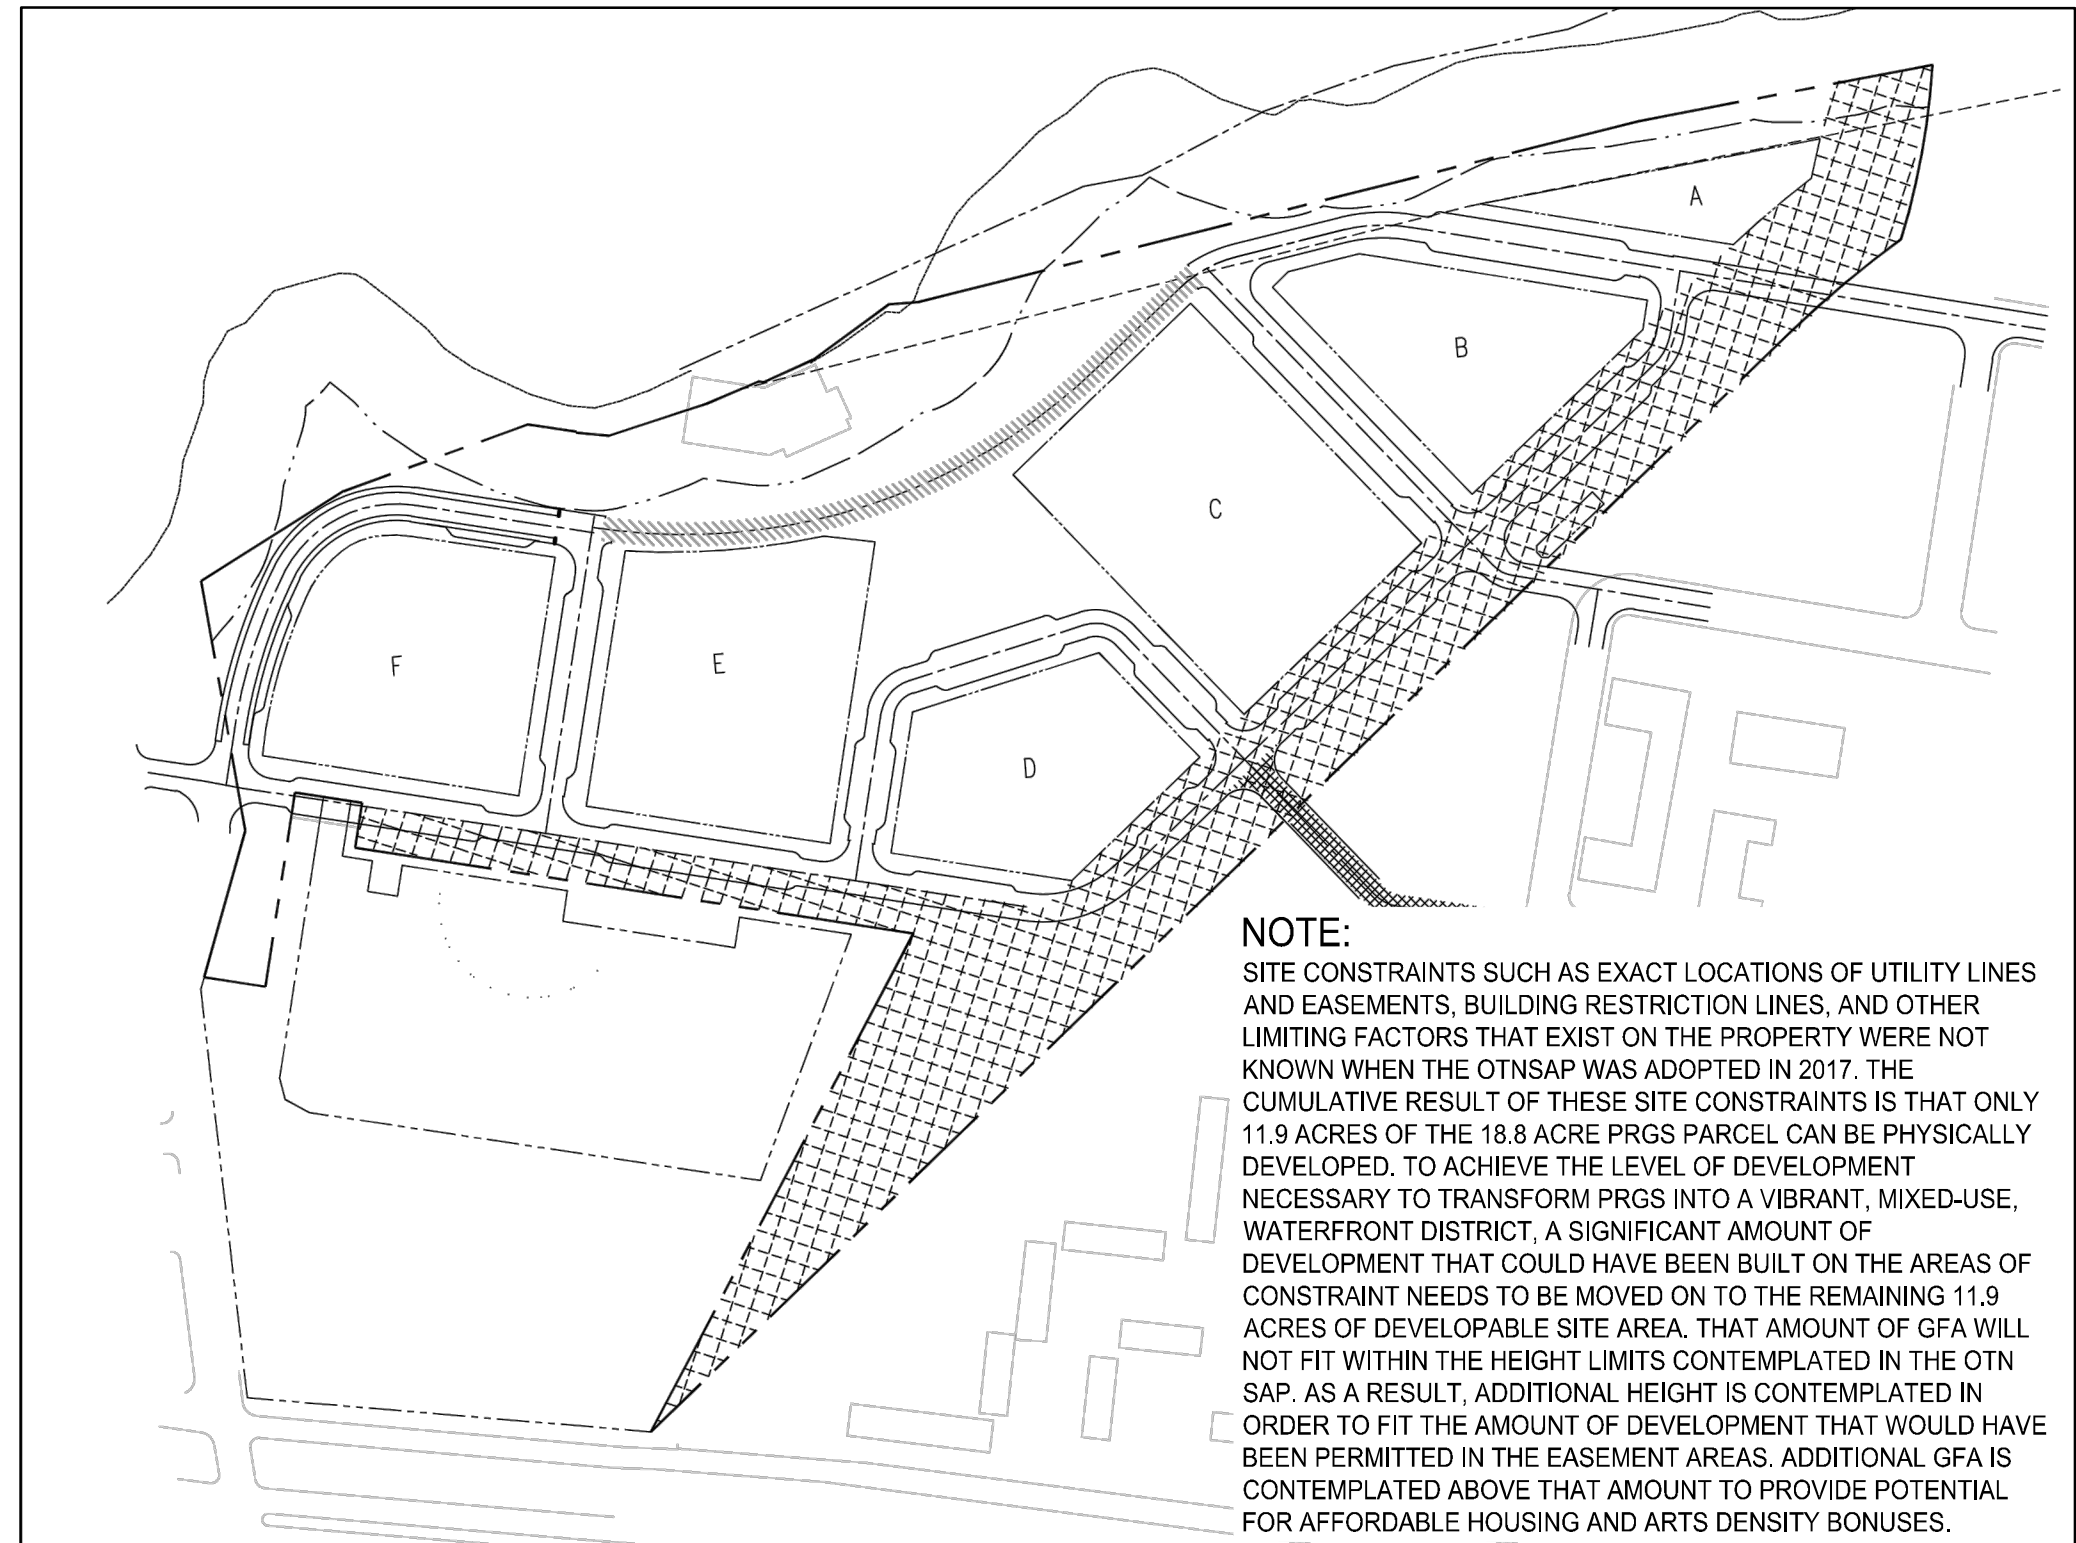 A
B
C
F
E
D
NOTE:
SITE CONSTRAINTS SUCH AS EXACT LOCATIONS OF UTILITY LINES
AND EASEMENTS, BUILDING RESTRICTION LINES, AND OTHER
LIMITING FACTORS THAT EXIST ON THE PROPERTY WERE NOT
KNOWN WHEN THE OTNSAP WAS ADOPTED IN 2017. THE
CUMULATIVE RESULT OF THESE SITE CONSTRAINTS IS THAT ONLY
11.9 ACRES OF THE 18.8 ACRE PRGS PARCEL CAN BE PHYSICALLY
DEVELOPED. TO ACHIEVE THE LEVEL OF DEVELOPMENT
NECESSARY TO TRANSFORM PRGS INTO A VIBRANT, MIXED-USE,
WATERFRONT DISTRICT, A SIGNIFICANT AMOUNT OF
DEVELOPMENT THAT COULD HAVE BEEN BUILT ON THE AREAS OF
CONSTRAINT NEEDS TO BE MOVED ON TO THE REMAINING 11.9
ACRES OF DEVELOPABLE SITE AREA. THAT AMOUNT OF GFA WILL
NOT FIT WITHIN THE HEIGHT LIMITS CONTEMPLATED IN THE OTN
SAP. AS A RESULT, ADDITIONAL HEIGHT IS CONTEMPLATED IN
ORDER TO FIT THE AMOUNT OF DEVELOPMENT THAT WOULD HAVE
BEEN PERMITTED IN THE EASEMENT AREAS. ADDITIONAL GFA IS
CONTEMPLATED ABOVE THAT AMOUNT TO PROVIDE POTENTIAL
FOR AFFORDABLE HOUSING AND ARTS DENSITY BONUSES.